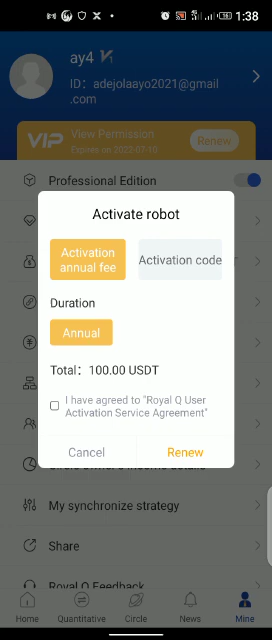 1:38
ay4 V1
ID: adejolaayo2021@gmail
.com
VIP
View Permission
Expires on 2022-07-10
Renew
Professional Edition
Activate robot
Activation
annual fee
Activation code
Duration
Annual
Total: 100.00 USDT
I have agreed to "Royal Q User
Activation Service Agreement"
Cancel
Renew
My synchronize strategy
Share
Royal Q Feedback
Home
Quantitative
Circle
News
Mine